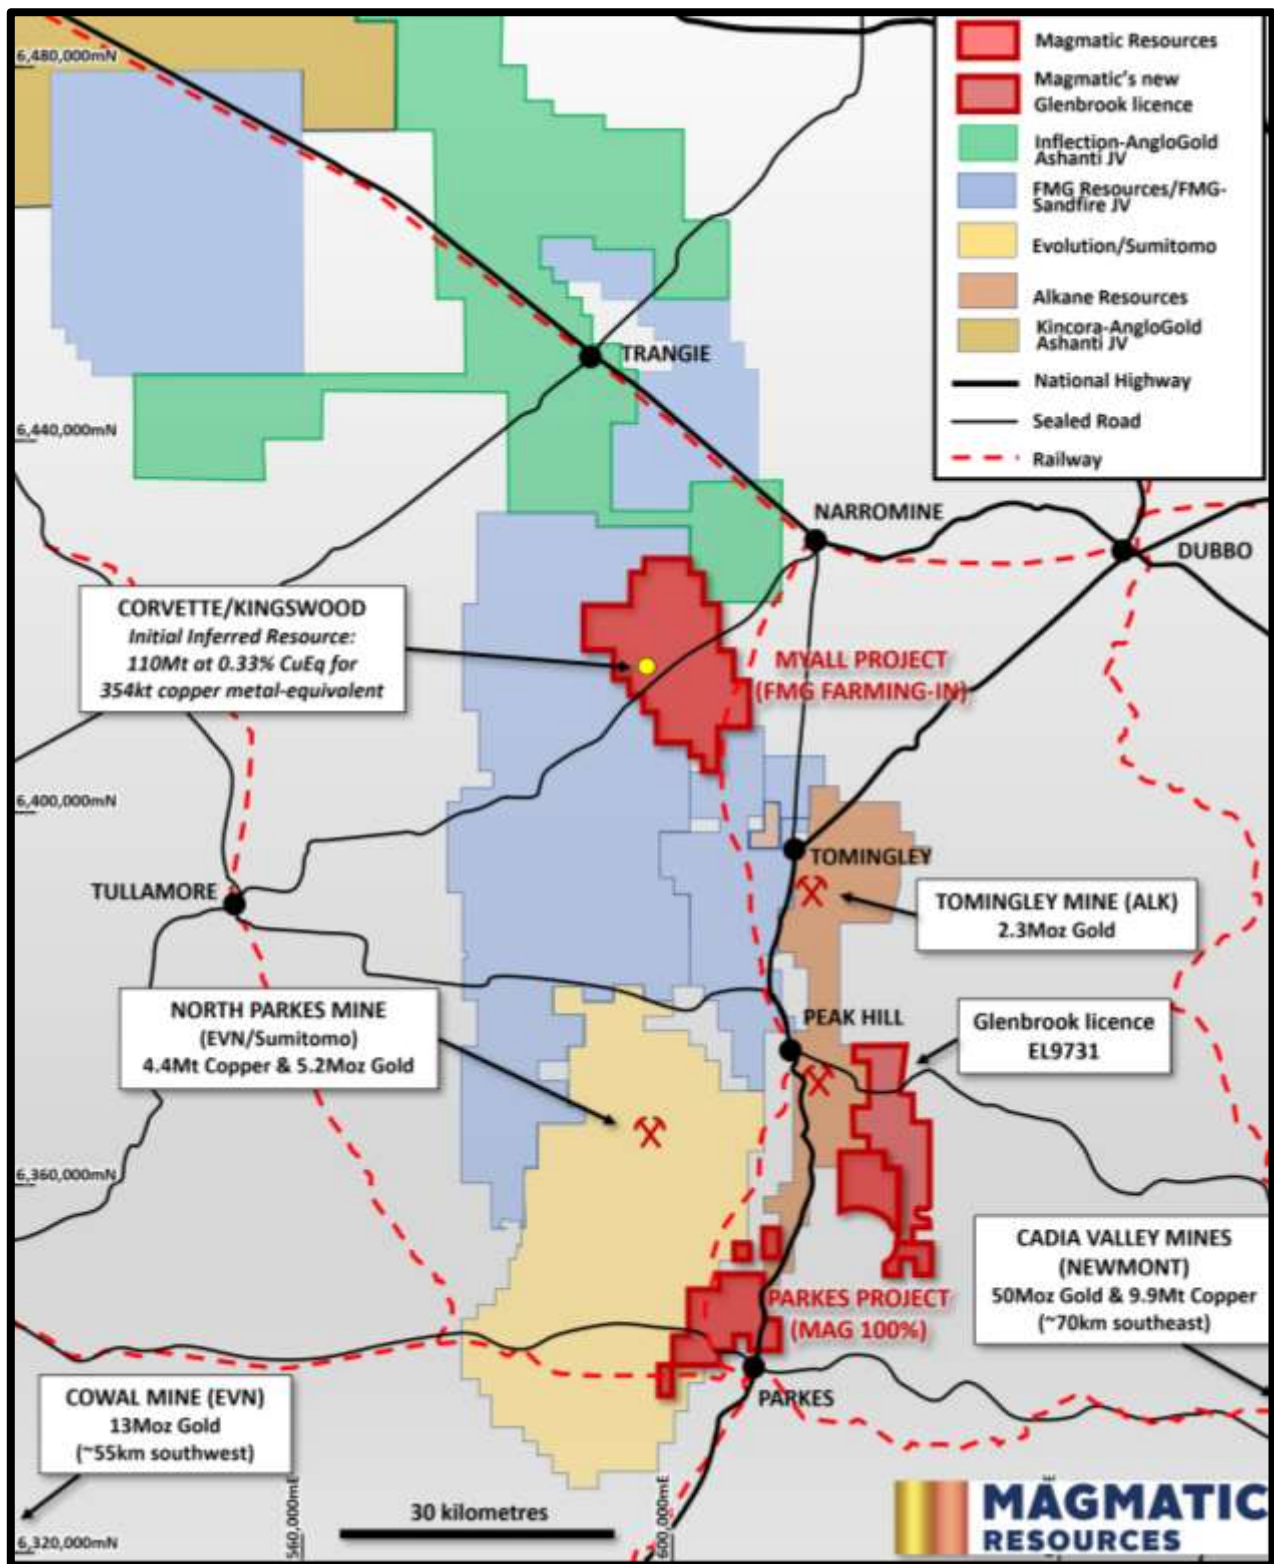 6,480,000mN
Magmatic Resources
Magmatic's new
Glenbrook licence
Inflection-AngloGold
Ashanti JV
FMG Resources/FMG-
Sandfire JV
Evolution/Sumitomo
Alkane Resources
Kincora-AngloGold
Ashanti JV
National Highway
Sealed Road
Railway
TRANGIE
6,440,000mN
NARROMINE
DUBBO
CORVETTE/KINGSWOOD
Initial Inferred Resource:
110Mt at 0.33% CuEq for
354kt copper metal-equivalent
MYALL PROJECT
(FMG FARMING-IN)
6,400,000mN
TOMINGLEY
TULLAMORE
TOMINGLEY MINE (ALK)
2.3Moz Gold
NORTH PARKES MINE
(EVN/Sumitomo)
4.4Mt Copper & 5.2Moz Gold
PEAK HILL
Glenbrook licence
EL9731
6,360,000mN
CADIA VALLEY MINES
(NEWMONT)
50Moz Gold & 9.9Mt Copper
(~70km southeast)
PARKES PROJECT
(MAG 100%)
PARKES
COWAL MINE (EVN)
13Moz Gold
(~55km southwest)
30 kilometres
560,000mE
600,000mE
6,320,000mN
MAGMATIC
RESOURCES